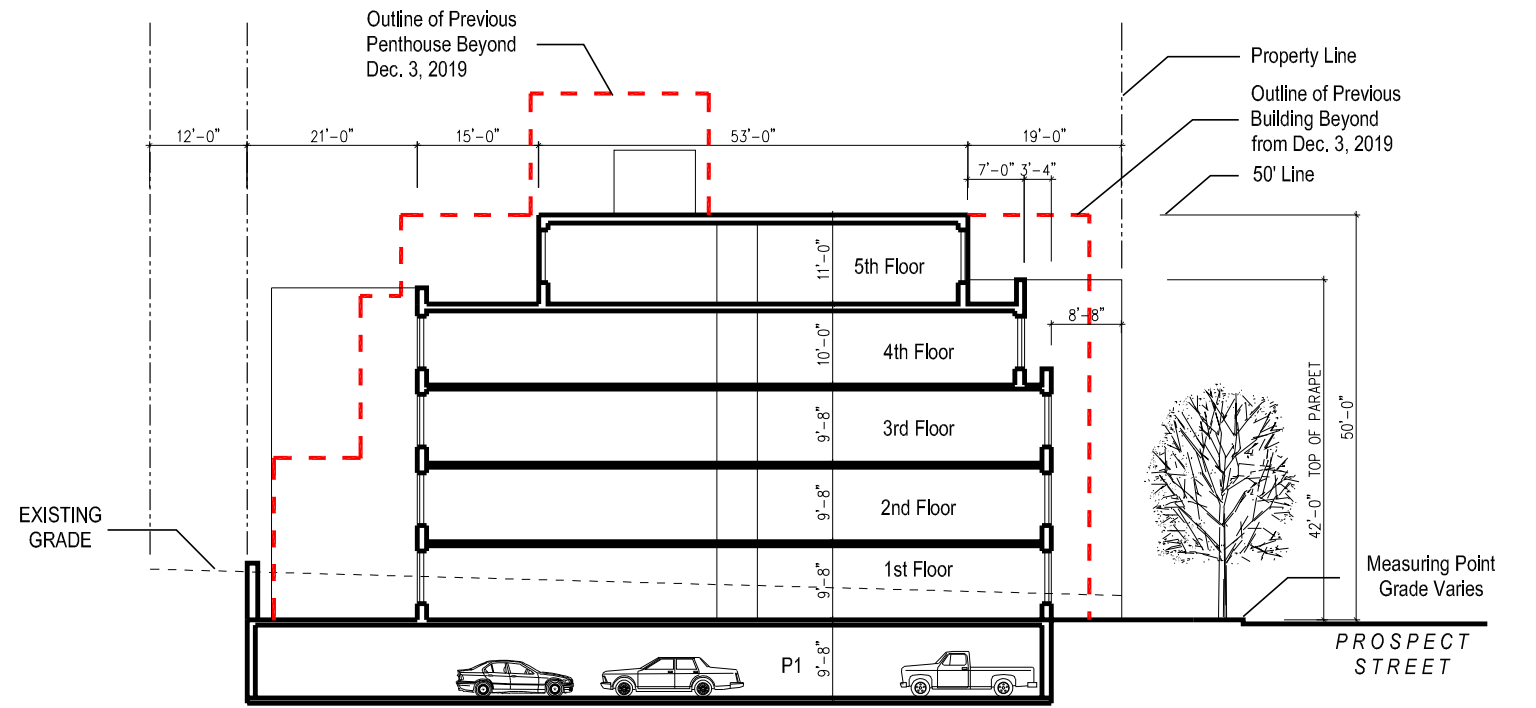 Outline of Previous
Penthouse Beyond
Dec. 3, 2019
Property Line
Outline of Previous
Building Beyond
from Dec. 3, 2019
50' Line
12'-0"
21'-0"
15'-0"
53'-0"
19'-0"
7'-0"
3'-4"
11'-0"
5th Floor
8'-8"
10'-0"
4th Floor
9'-8"
3rd Floor
9'-8"
2nd Floor
9'-8"
1st Floor
9'-8"
P1
42'-0" TOP OF PARAPET
50'-0"
EXISTING
GRADE
Measuring Point
Grade Varies
PROSPECT
STREET